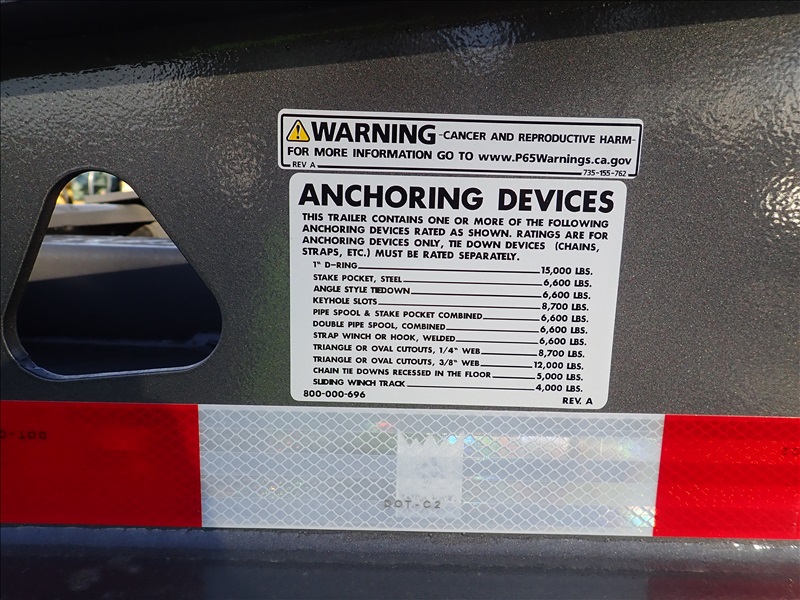 WARNING -CANCER AND REPRODUCTIVE HARM-
FOR MORE INFORMATION GO TO www.P65Warnings.ca.gov
REV A 735-155-762
ANCHORING DEVICES
THIS TRAILER CONTAINS ONE OR MORE OF THE FOLLOWING
ANCHORING DEVICES RATED AS SHOWN. RATINGS ARE FOR
ANCHORING DEVICES ONLY, TIE DOWN DEVICES (CHAINS,
STRAPS, ETC.) MUST BE RATED SEPARATELY.
1" D-RING 15,000 LBS.
STAKE POCKET, STEEL 6,600 LBS.
ANGLE STYLE TIEDOWN 6,600 LBS.
KEYHOLE SLOTS 8,700 LBS.
PIPE SPOOL & STAKE POCKET COMBINED 6,600 LBS.
DOUBLE PIPE SPOOL, COMBINED 6,600 LBS.
STRAP WINCH OR HOOK, WELDED 6,600 LBS.
TRIANGLE OR OVAL CUTOUTS, 1/4" WEB 8,700 LBS.
TRIANGLE OR OVAL CUTOUTS, 3/8" WEB 12,000 LBS.
CHAIN TIE DOWNS RECESSED IN THE FLOOR 5,000 LBS.
SLIDING WINCH TRACK 4,000 LBS.
800-000-696 REV. A
DOT-C2